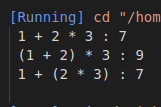 [Running] cd "/hom
1 + 2 * 3 : 7
(1 + 2) * 3 : 9
1 + (2 * 3) : 7